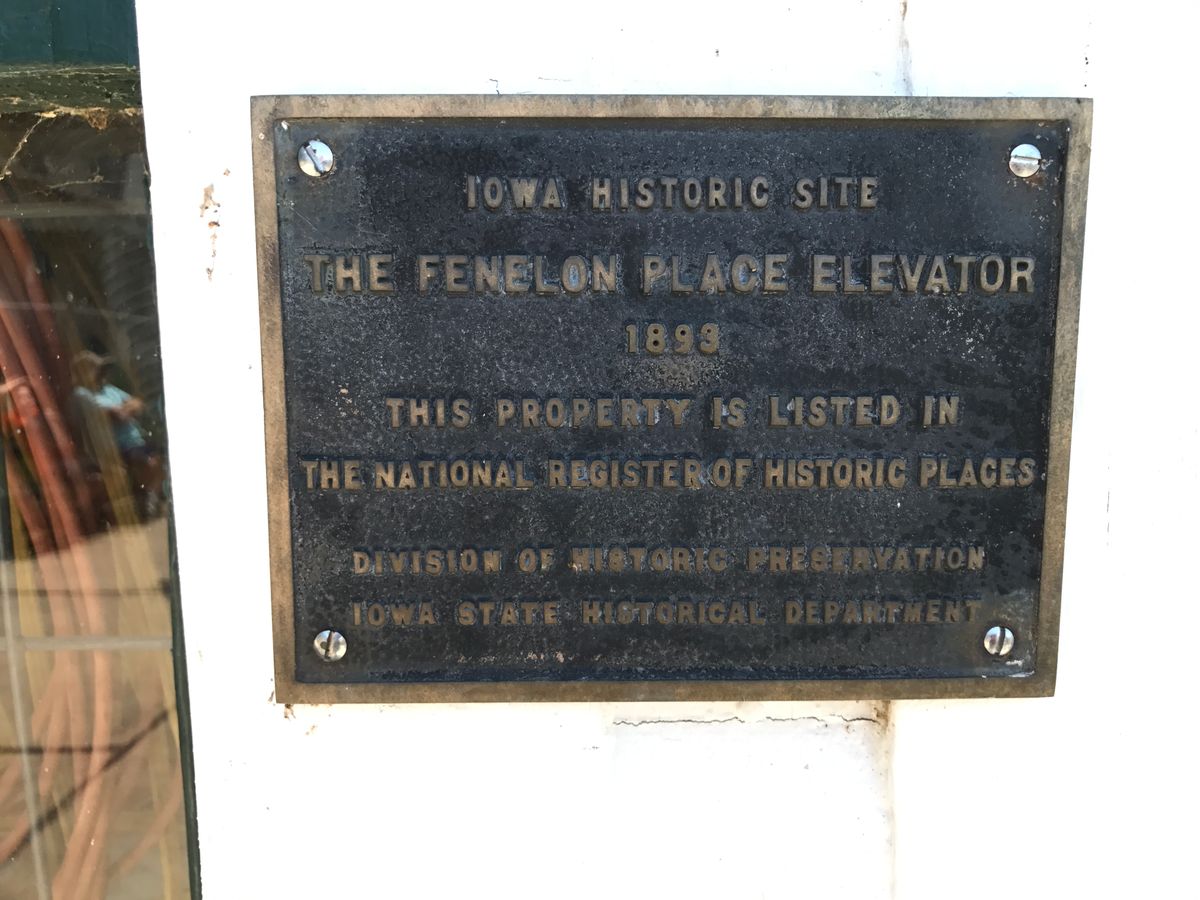 IOWA HISTORIC SITE
THE FENELON PLACE ELEVATOR
1893
THIS PROPERTY IS LISTED IN
THE NATIONAL REGISTER OF HISTORIC PLACES
DIVISION OF HISTORIC PRESERVATION
IOWA STATE HISTORICAL DEPARTMENT